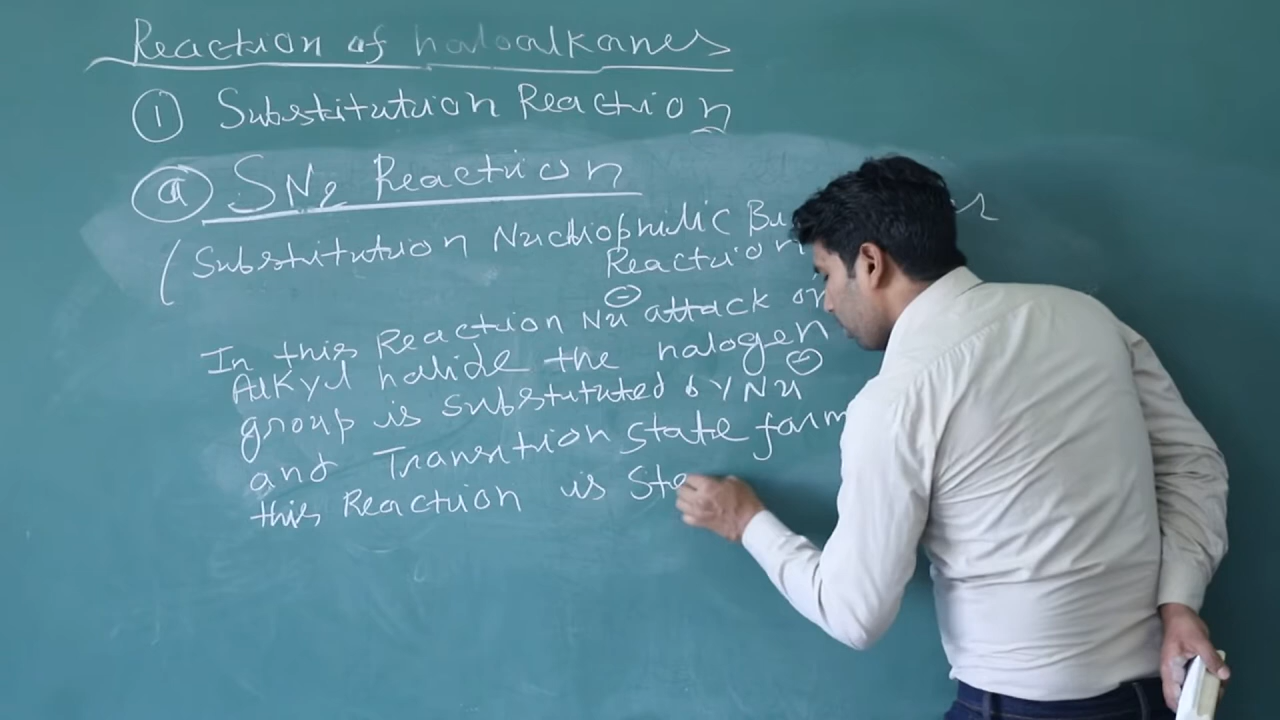 Reaction of haloalkanes
① Substitution Reaction
ⓐ SN2 Reaction
(Substitution Nucliophilic
Reaction
In this Reaction Nu⊖ attack on
Alkyl halide the halogen
group is substituted by Nu⊖
and Transition state form
this Reaction is Ste